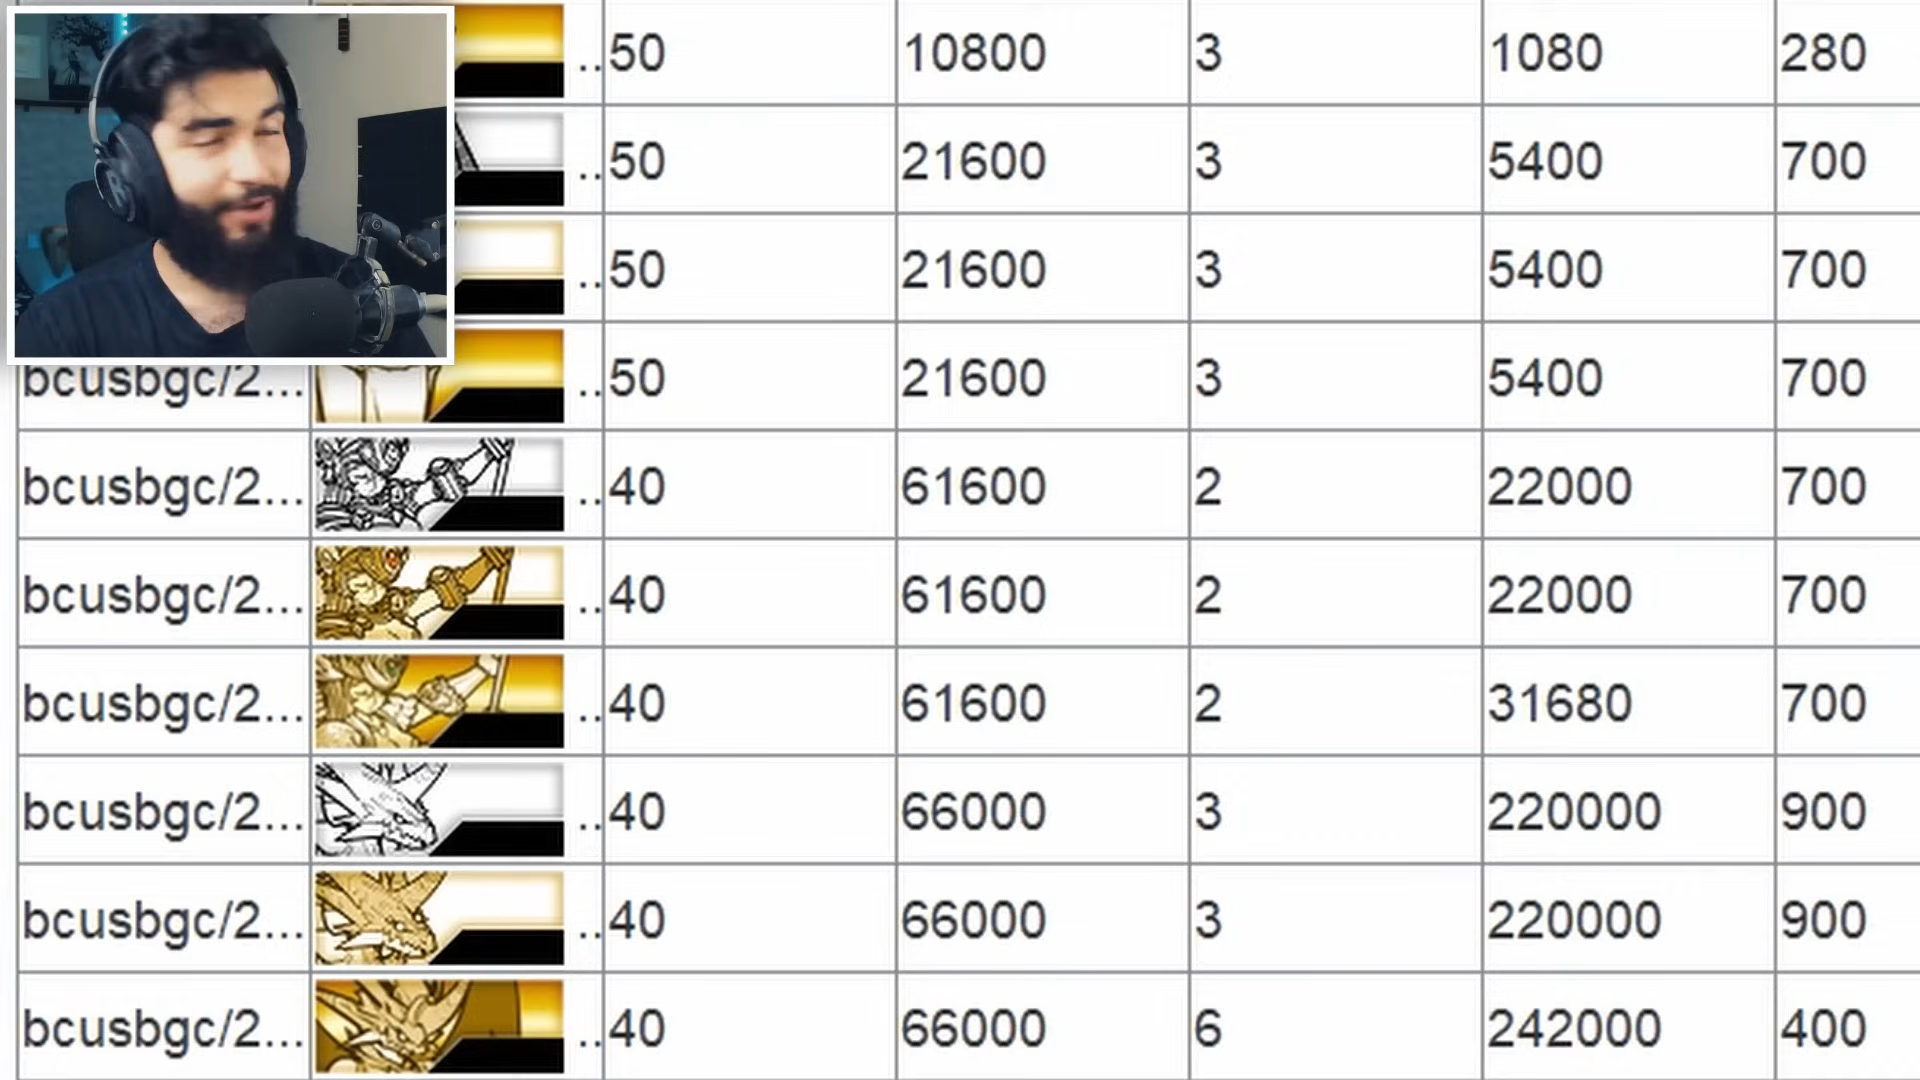 ..50 10800 3 1080 280
..50 21600 3 5400 700
..50 21600 3 5400 700
bcusbgc/2... ..50 21600 3 5400 700
bcusbgc/2... ..40 61600 2 22000 700
bcusbgc/2... ..40 61600 2 22000 700
bcusbgc/2... ..40 61600 2 31680 700
bcusbgc/2... ..40 66000 3 220000 900
bcusbgc/2... ..40 66000 3 220000 900
bcusbgc/2... ..40 66000 6 242000 400